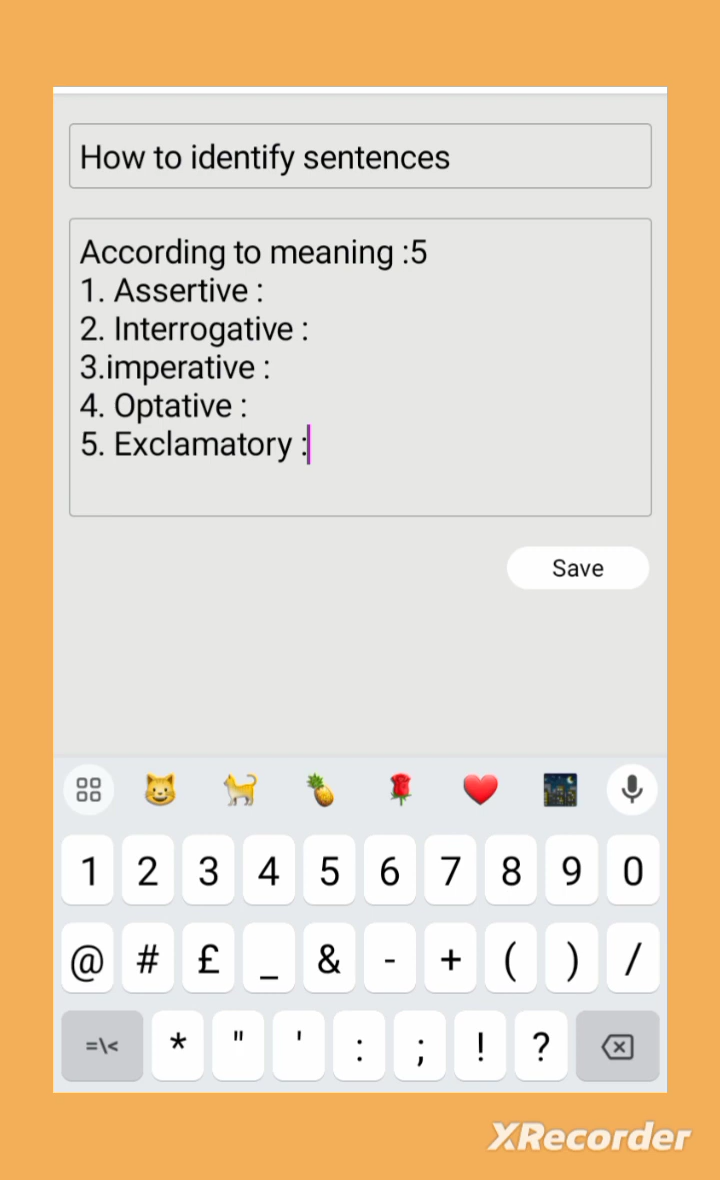 How to identify sentences
According to meaning :5
1. Assertive :
2. Interrogative :
3.imperative :
4. Optative :
5. Exclamatory :
Save
1 2 3 4 5 6 7 8 9 0
@ # £ _ & - + ( ) /
=\< * " ' : ; ! ?
XRecorder